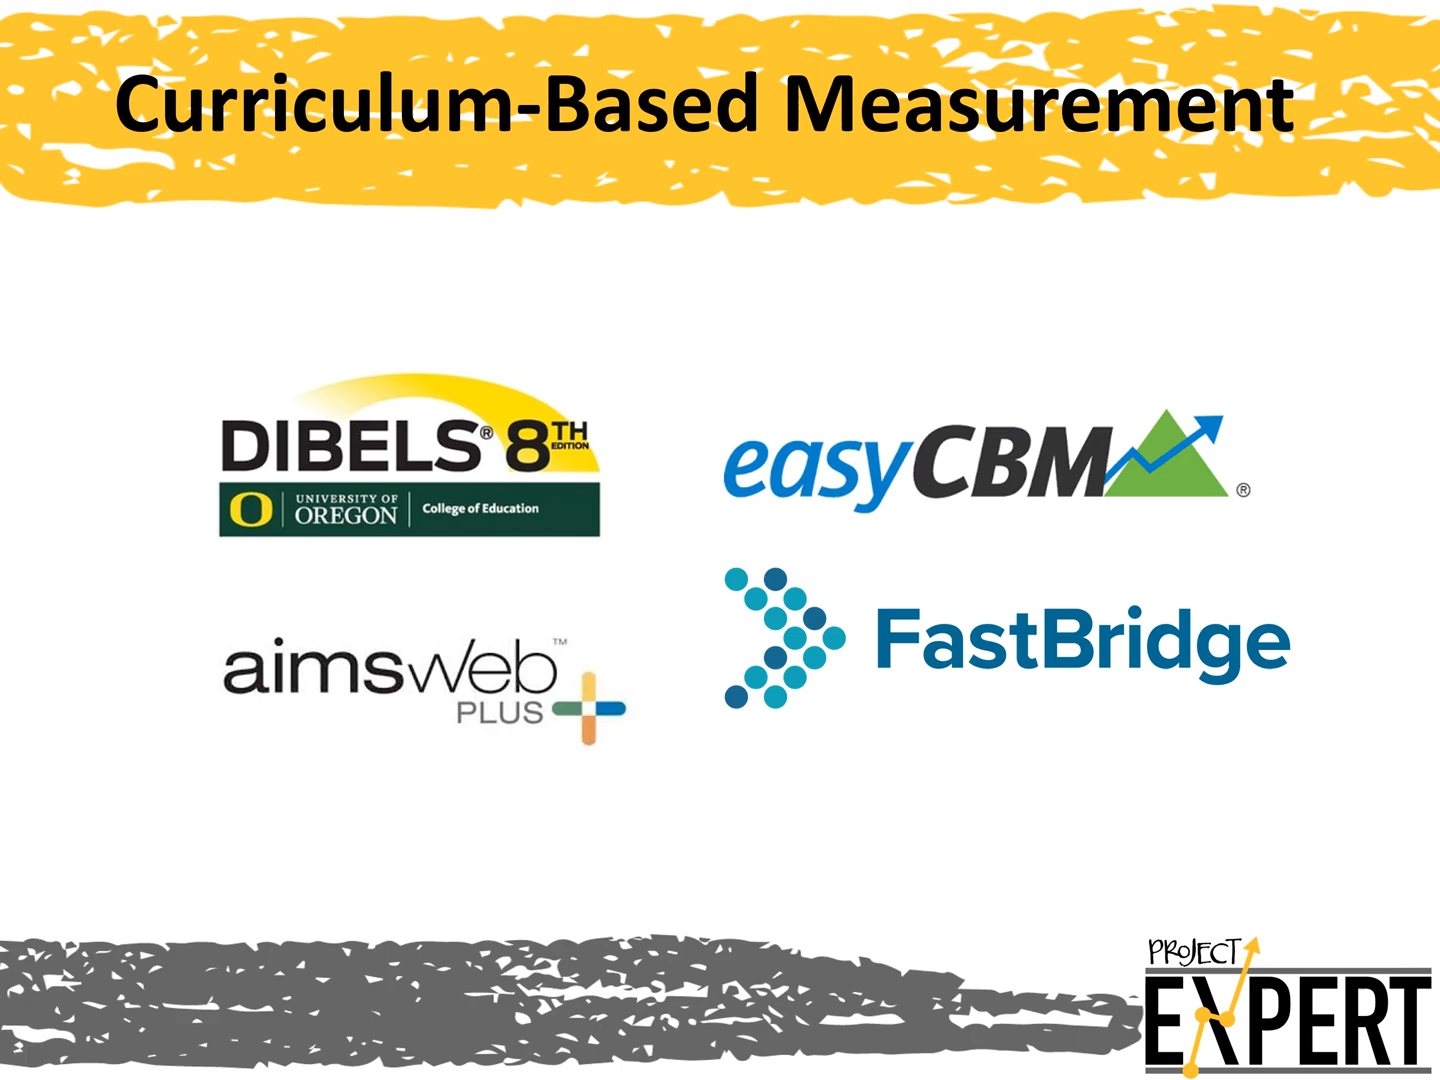 Curriculum-Based Measurement
DIBELS® 8TH
EDITION
UNIVERSITY OF
OREGON
College of Education
easyCBM®
aimsweb™
PLUS
FastBridge
PROJECT
EXPERT